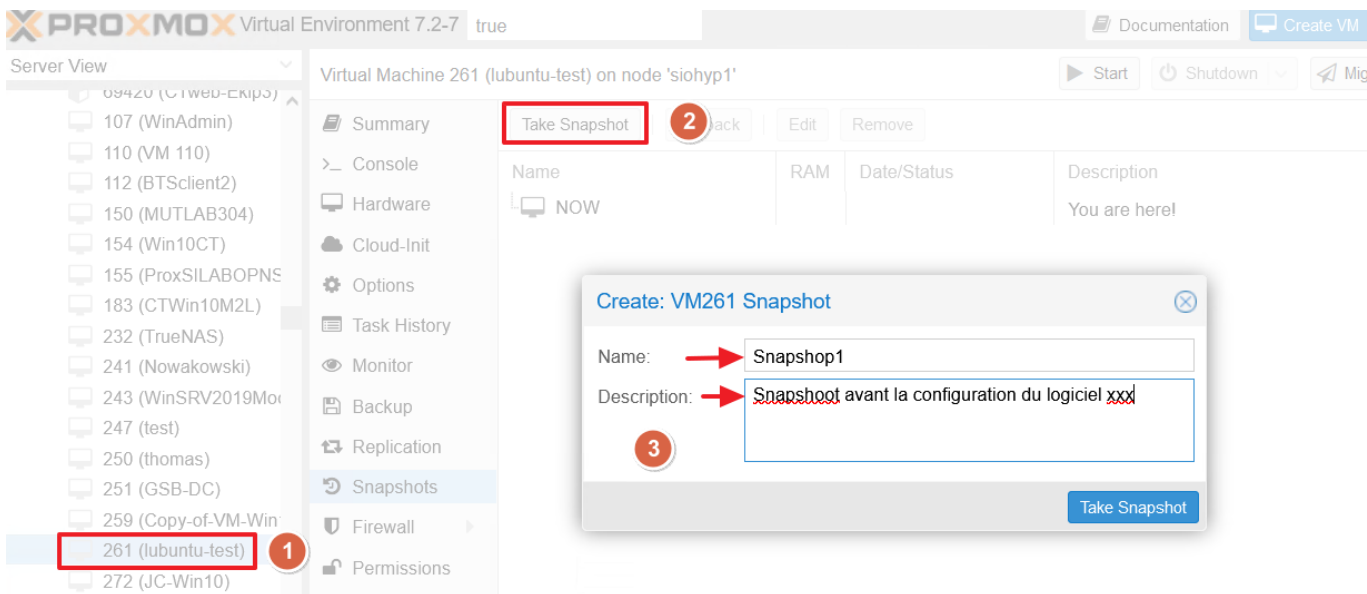 PROXMOX Virtual Environment 7.2-7 true Documentation Create VM
Server View
Virtual Machine 261 (lubuntu-test) on node 'siohyp1' Start Shutdown Mig
69420 (CTweb-Ekip3)
107 (WinAdmin)
110 (VM 110)
112 (BTSclient2)
150 (MUTLAB304)
154 (Win10CT)
155 (ProxSILABOPNS
183 (CTWin10M2L)
232 (TrueNAS)
241 (Nowakowski)
243 (WinSRV2019Mod
247 (test)
250 (thomas)
251 (GSB-DC)
259 (Copy-of-VM-Win
261 (lubuntu-test) 1
272 (JC-Win10)
Summary
>_ Console
Hardware
Cloud-Init
Options
Task History
Monitor
Backup
Replication
Snapshots
Firewall
Permissions
Take Snapshot 2 ack Edit Remove
Name RAM Date/Status Description
NOW You are here!
Create: VM261 Snapshot
Name: Snapshop1
Description: Snapshoot avant la configuration du logiciel xxx
3
Take Snapshot